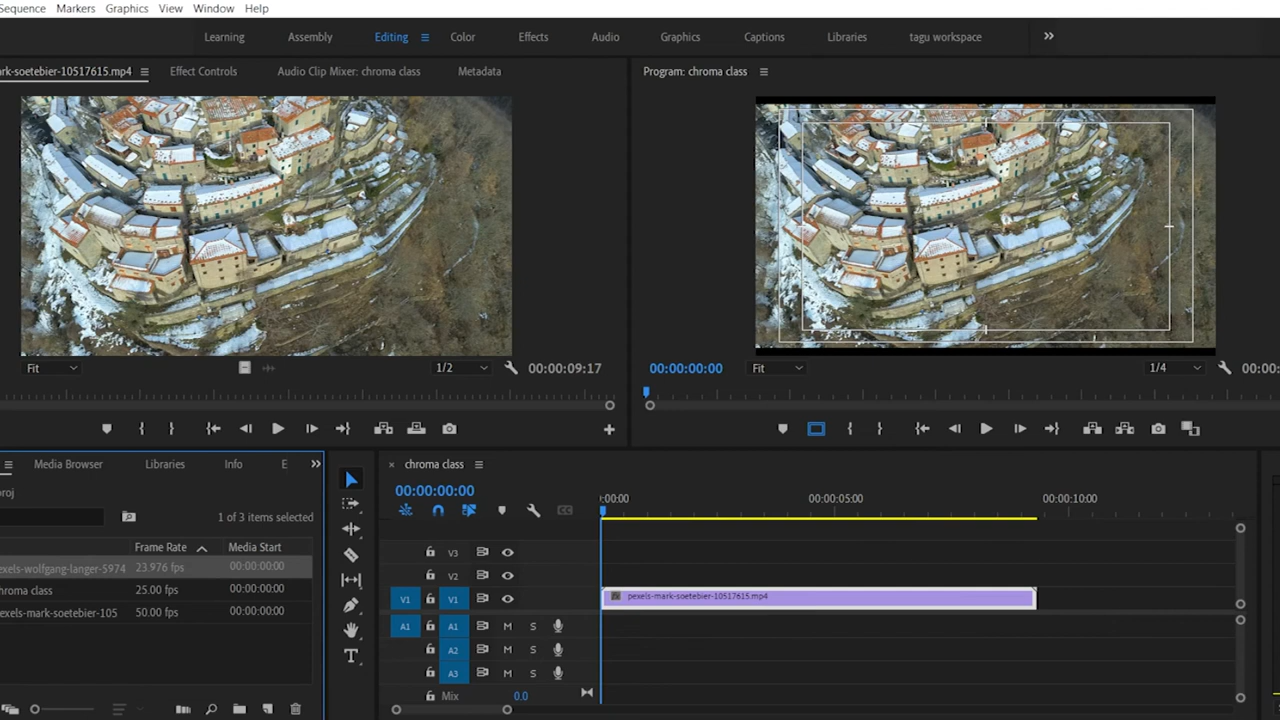 Sequence Markers Graphics View Window Help
Learning Assembly Editing Color Effects Audio Graphics Captions Libraries tagu workspace
rk-soetebier-10517615.mp4 Effect Controls Audio Clip Mixer: chroma class Metadata
Program: chroma class
Fit 1/2 00:00:09:17
00:00:00:00 Fit 1/4 00:00:
Media Browser Libraries Info E
chroma class
roj
00:00:00:00
1 of 3 items selected
:00:00 00:00:05:00 00:00:10:00
Frame Rate Media Start
exels-wolfgang-langer-5974 23.976 fps 00:00:00:00
hroma class 25.00 fps 00:00:00:00
exels-mark-soetebier-105 50.00 fps 00:00:00:00
V3
V2
V1 V1 pexels-mark-soetebier-10517615.mp4
A1 A1 M S
A2 M S
A3 M S
Mix 0.0